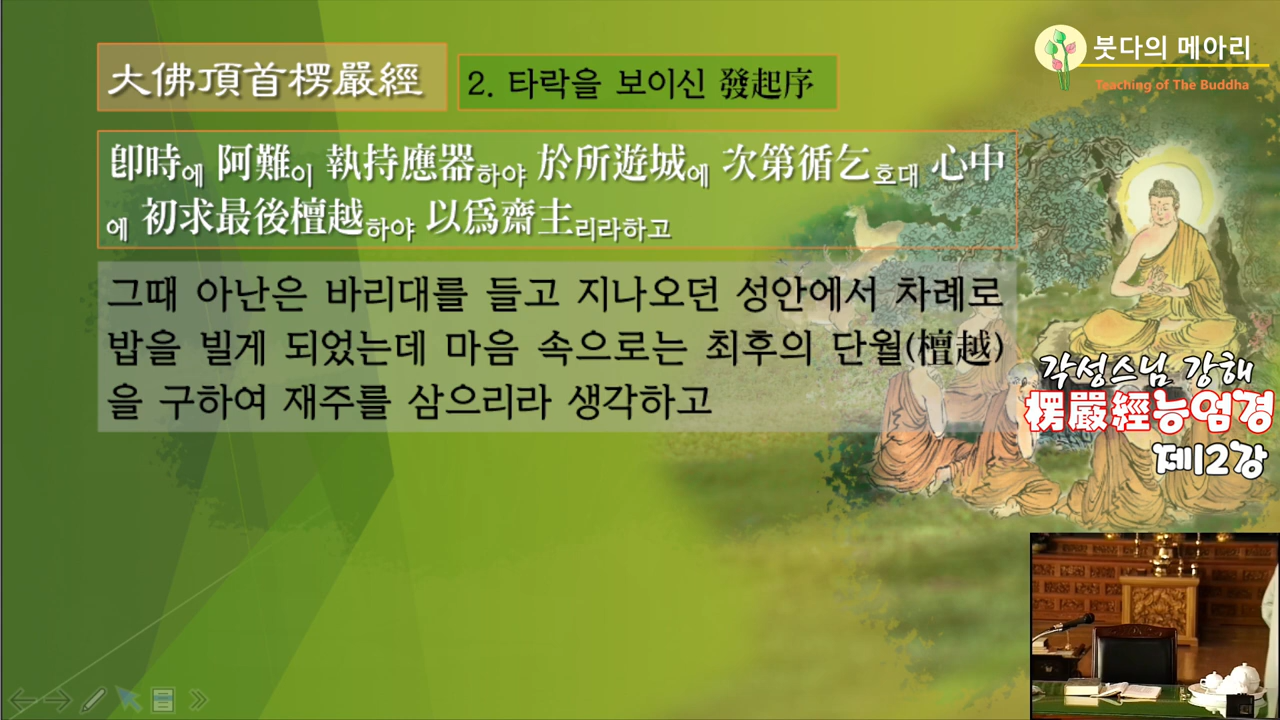 大佛頂首楞嚴經
2. 타락을 보이신 發起序
卽時에 阿難이 執持應器하야 於所遊城에 次第循乞호대 心中
에 初求最後檀越하야 以爲齋主리라하고
그때 아난은 바리대를 들고 지나오던 성안에서 차례로
밥을 빌게 되었는데 마음 속으로는 최후의 단월(檀越)
을 구하여 재주를 삼으리라 생각하고
붓다의 메아리
Teaching of The Buddha
각성스님 강해
楞嚴經능엄경
제12강